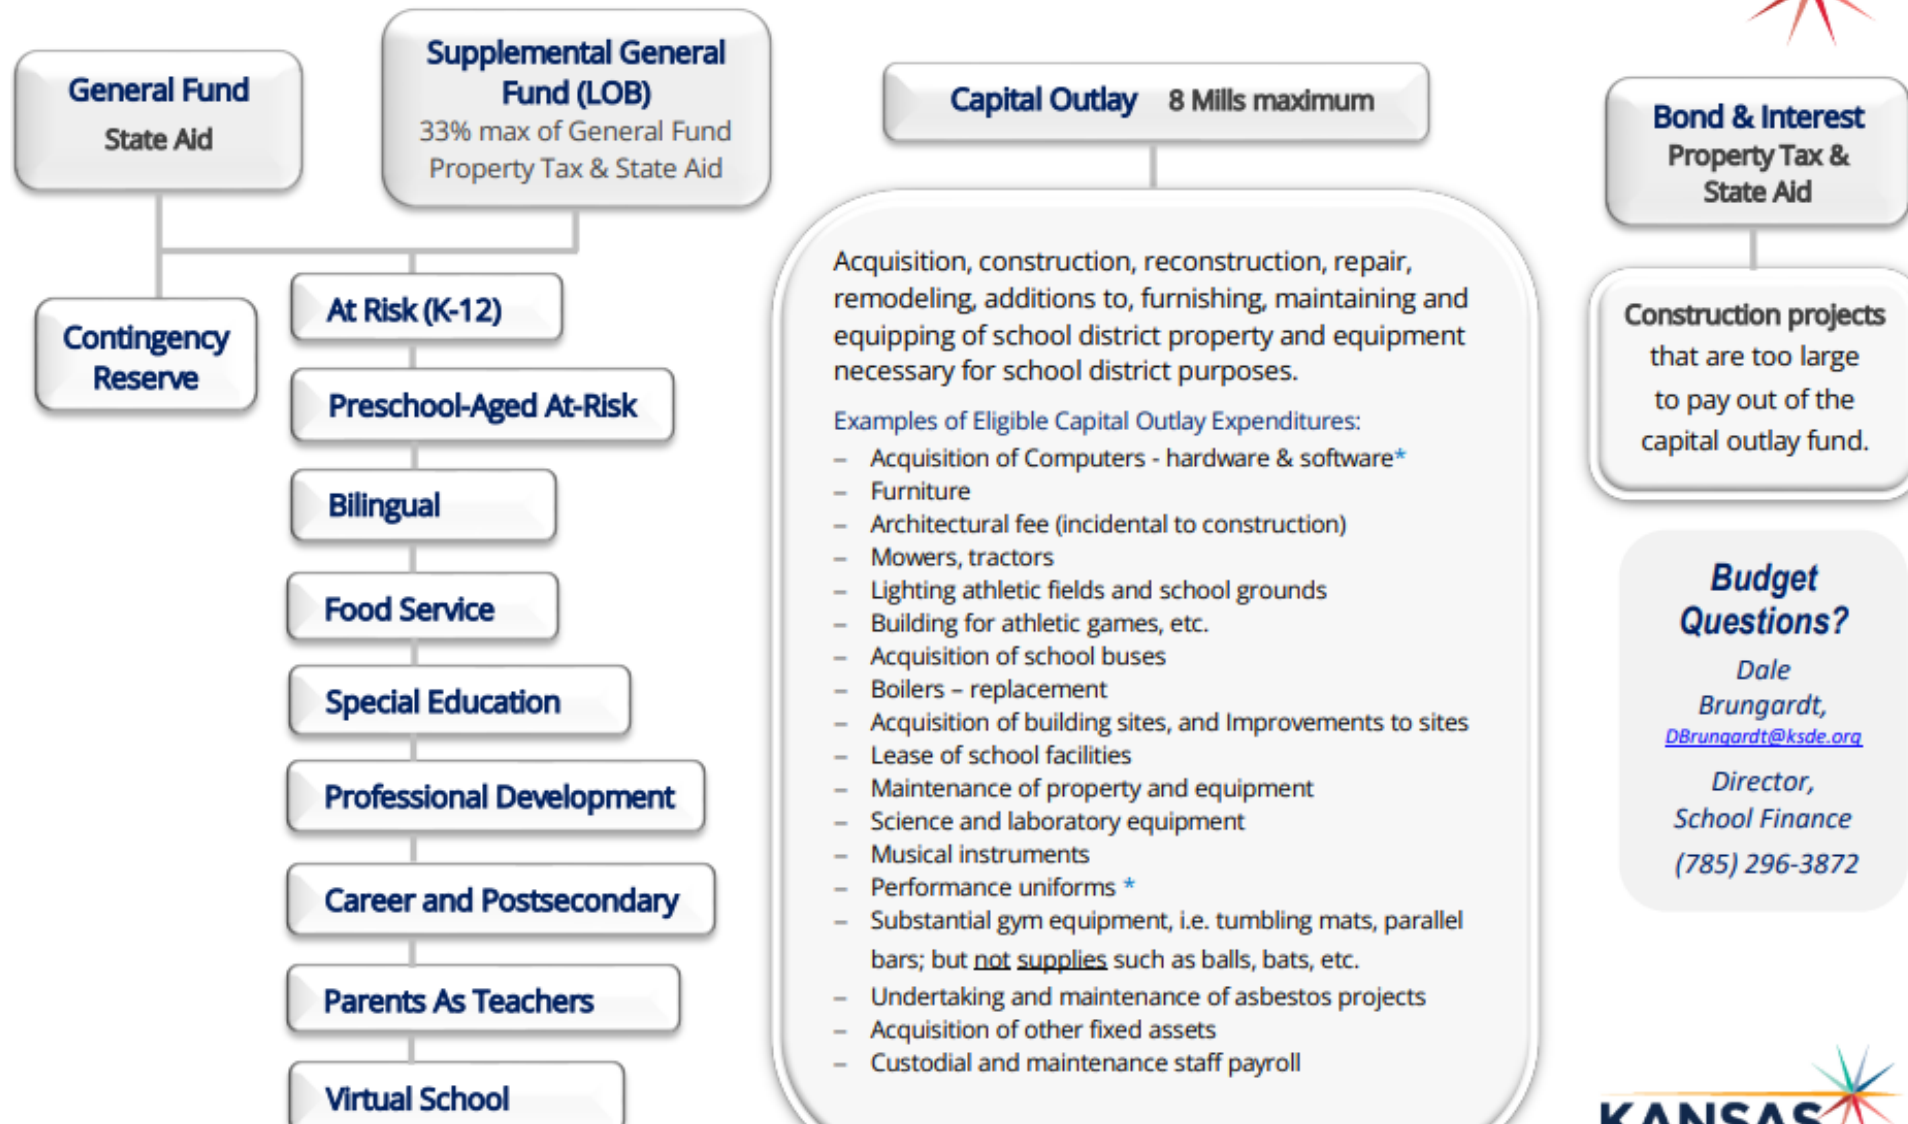 General Fund
State Aid
Supplemental General
Fund (LOB)
33% max of General Fund
Property Tax & State Aid
Contingency
Reserve
At Risk (K-12)
Preschool-Aged At-Risk
Bilingual
Food Service
Special Education
Professional Development
Career and Postsecondary
Parents As Teachers
Virtual School
Capital Outlay 8 Mills maximum
Acquisition, construction, reconstruction, repair,
remodeling, additions to, furnishing, maintaining and
equipping of school district property and equipment
necessary for school district purposes.
Examples of Eligible Capital Outlay Expenditures:
– Acquisition of Computers - hardware & software*
– Furniture
– Architectural fee (incidental to construction)
– Mowers, tractors
– Lighting athletic fields and school grounds
– Building for athletic games, etc.
– Acquisition of school buses
– Boilers – replacement
– Acquisition of building sites, and Improvements to sites
– Lease of school facilities
– Maintenance of property and equipment
– Science and laboratory equipment
– Musical instruments
– Performance uniforms *
– Substantial gym equipment, i.e. tumbling mats, parallel
bars; but not supplies such as balls, bats, etc.
– Undertaking and maintenance of asbestos projects
– Acquisition of other fixed assets
– Custodial and maintenance staff payroll
Bond & Interest
Property Tax &
State Aid
Construction projects
that are too large
to pay out of the
capital outlay fund.
Budget
Questions?
Dale
Brungardt,
DBrungardt@ksde.org
Director,
School Finance
(785) 296-3872
KANSAS